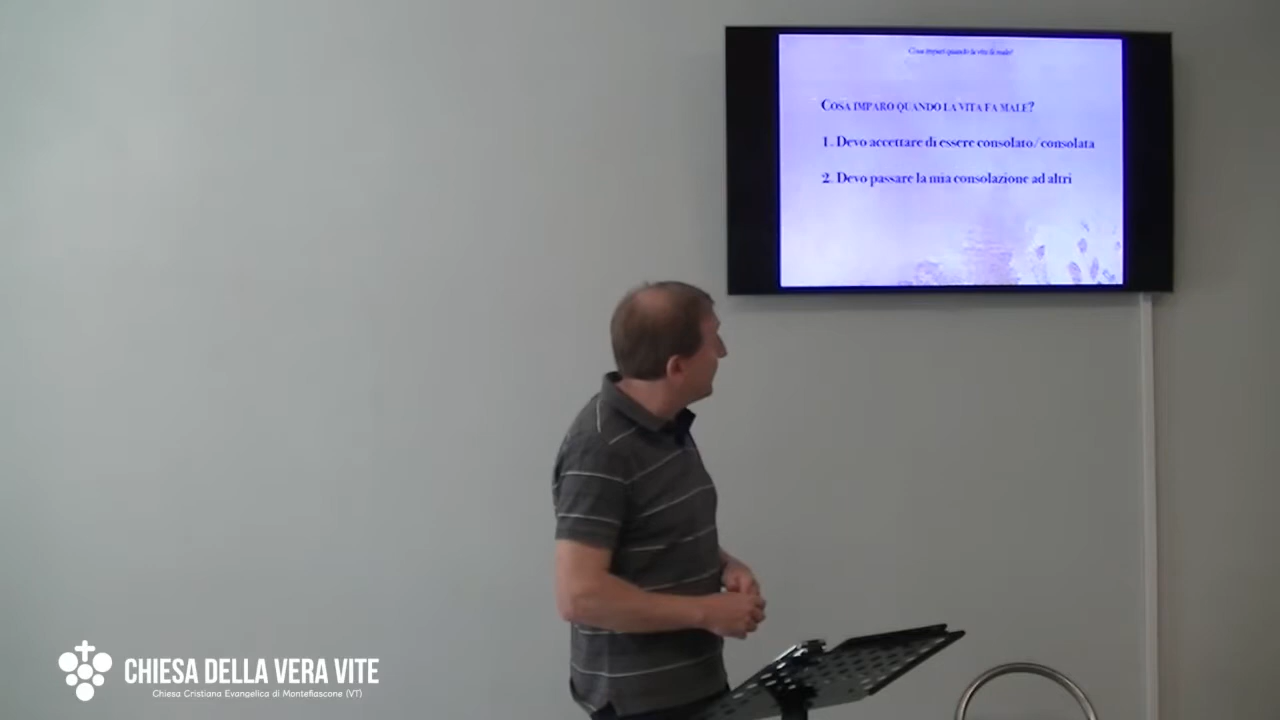 Cosa imparo quando la vita fa male?
COSA IMPARO QUANDO LA VITA FA MALE?
1. Devo accettare di essere consolato/consolata
2. Devo passare la mia consolazione ad altri
CHIESA DELLA VERA VITE
Chiesa Cristiana Evangelica di Montefiascone (VT)